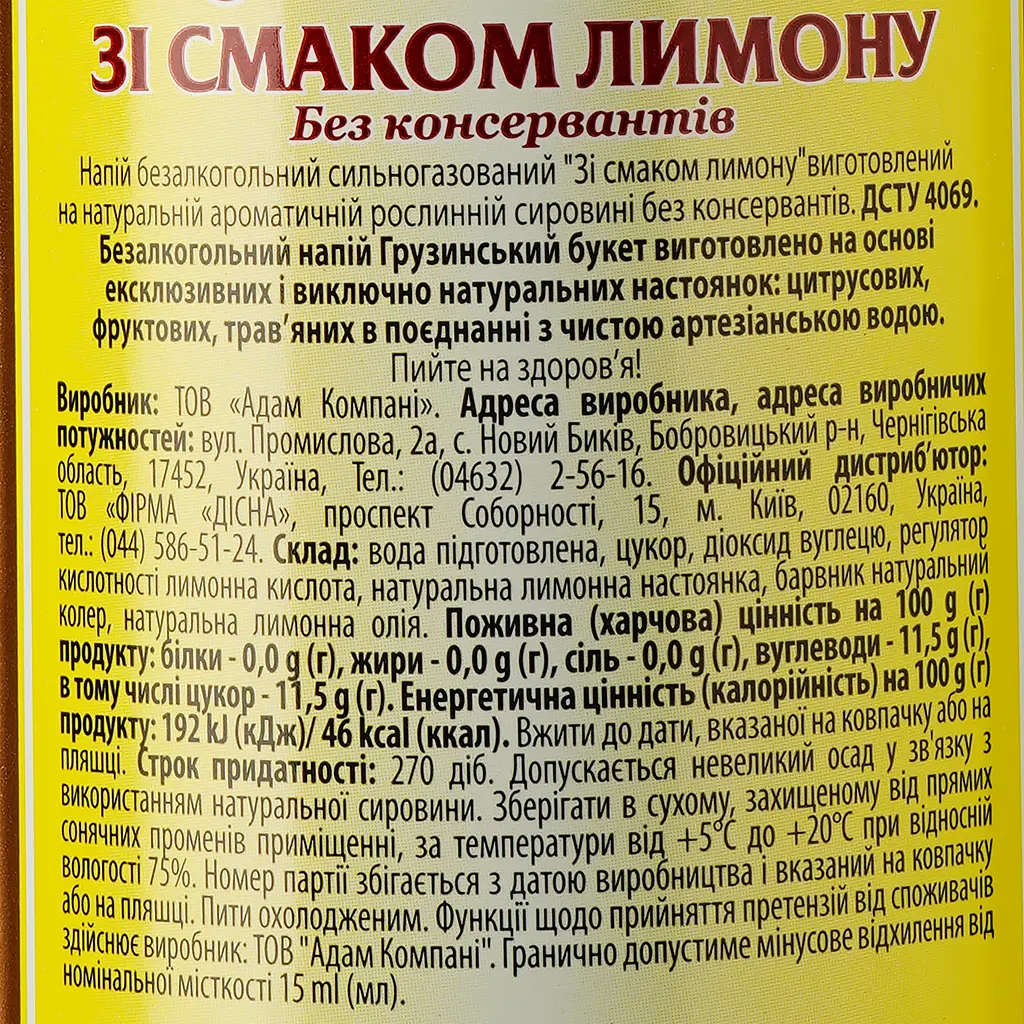 ЗІ СМАКОМ ЛИМОНУ
Без консервантів
Напій безалкогольний сильногазований "Зі смаком лимону"виготовлений
на натуральній ароматичній рослинній сировині без консервантів. ДСТУ 4069.
Безалкогольний напій Грузинський букет виготовлено на основі
ексклюзивних і виключно натуральних настоянок: цитрусових,
фруктових, трав’яних в поєднанні з чистою артезіанською водою.
Пийте на здоров’я!
Виробник: ТОВ «Адам Компані». Адреса виробника, адреса виробничих
потужностей: вул. Промислова, 2а, с. Новий Биків, Бобровицький р-н, Чернігівська
область, 17452, Україна, Тел.: (04632) 2-56-16. Офіційний дистриб’ютор:
ТОВ «ФІРМА «ДІСНА», проспект Соборності, 15, м. Київ, 02160, Україна,
тел.: (044) 586-51-24. Склад: вода підготовлена, цукор, діоксид вуглецю, регулятор
кислотності лимонна кислота, натуральна лимонна настоянка, барвник натуральний
колер, натуральна лимонна олія. Поживна (харчова) цінність на 100 g (г)
продукту: білки - 0,0 g (г), жири - 0,0 g (г), сіль - 0,0 g (г), вуглеводи - 11,5 g (г),
в тому числі цукор - 11,5 g (г). Енергетична цінність (калорійність) на 100 g (г)
продукту: 192 kJ (кДж)/ 46 kcal (ккал). Вжити до дати, вказаної на ковпачку або на
пляшці. Строк придатності: 270 діб. Допускається невеликий осад у зв'язку з
використанням натуральної сировини. Зберігати в сухому, захищеному від прямих
сонячних променів приміщенні, за температури від +5°С до +20°С при відносній
вологості 75%. Номер партії збігається з датою виробництва і вказаний на ковпачку
або на пляшці. Пити охолодженим. Функції щодо прийняття претензій від споживачів
здійснює виробник: ТОВ "Адам Компані". Гранично допустиме мінусове відхилення від
номінальної місткості 15 ml (мл).